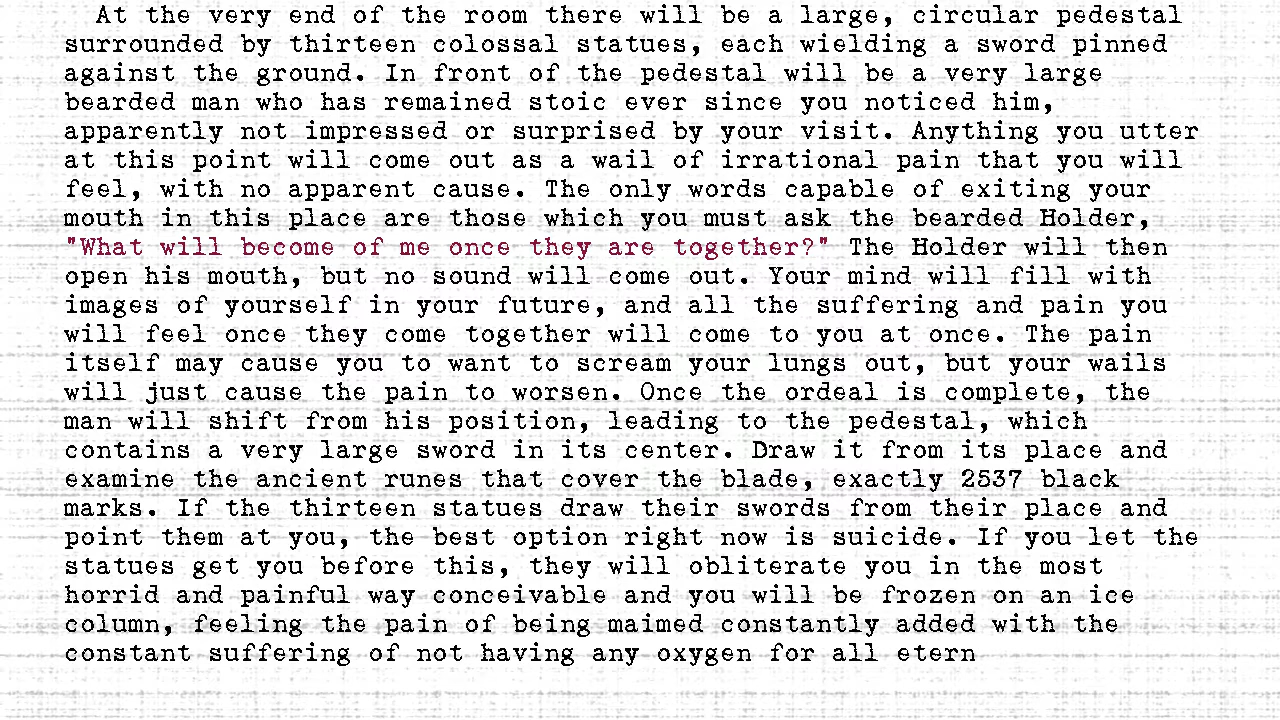 At the very end of the room there will be a large, circular pedestal
surrounded by thirteen colossal statues, each wielding a sword pinned
against the ground. In front of the pedestal will be a very large
bearded man who has remained stoic ever since you noticed him,
apparently not impressed or surprised by your visit. Anything you utter
at this point will come out as a wail of irrational pain that you will
feel, with no apparent cause. The only words capable of exiting your
mouth in this place are those which you must ask the bearded Holder,
"What will become of me once they are together?" The Holder will then
open his mouth, but no sound will come out. Your mind will fill with
images of yourself in your future, and all the suffering and pain you
will feel once they come together will come to you at once. The pain
itself may cause you to want to scream your lungs out, but your wails
will just cause the pain to worsen. Once the ordeal is complete, the
man will shift from his position, leading to the pedestal, which
contains a very large sword in its center. Draw it from its place and
examine the ancient runes that cover the blade, exactly 2537 black
marks. If the thirteen statues draw their swords from their place and
point them at you, the best option right now is suicide. If you let the
statues get you before this, they will obliterate you in the most
horrid and painful way conceivable and you will be frozen on an ice
column, feeling the pain of being maimed constantly added with the
constant suffering of not having any oxygen for all etern